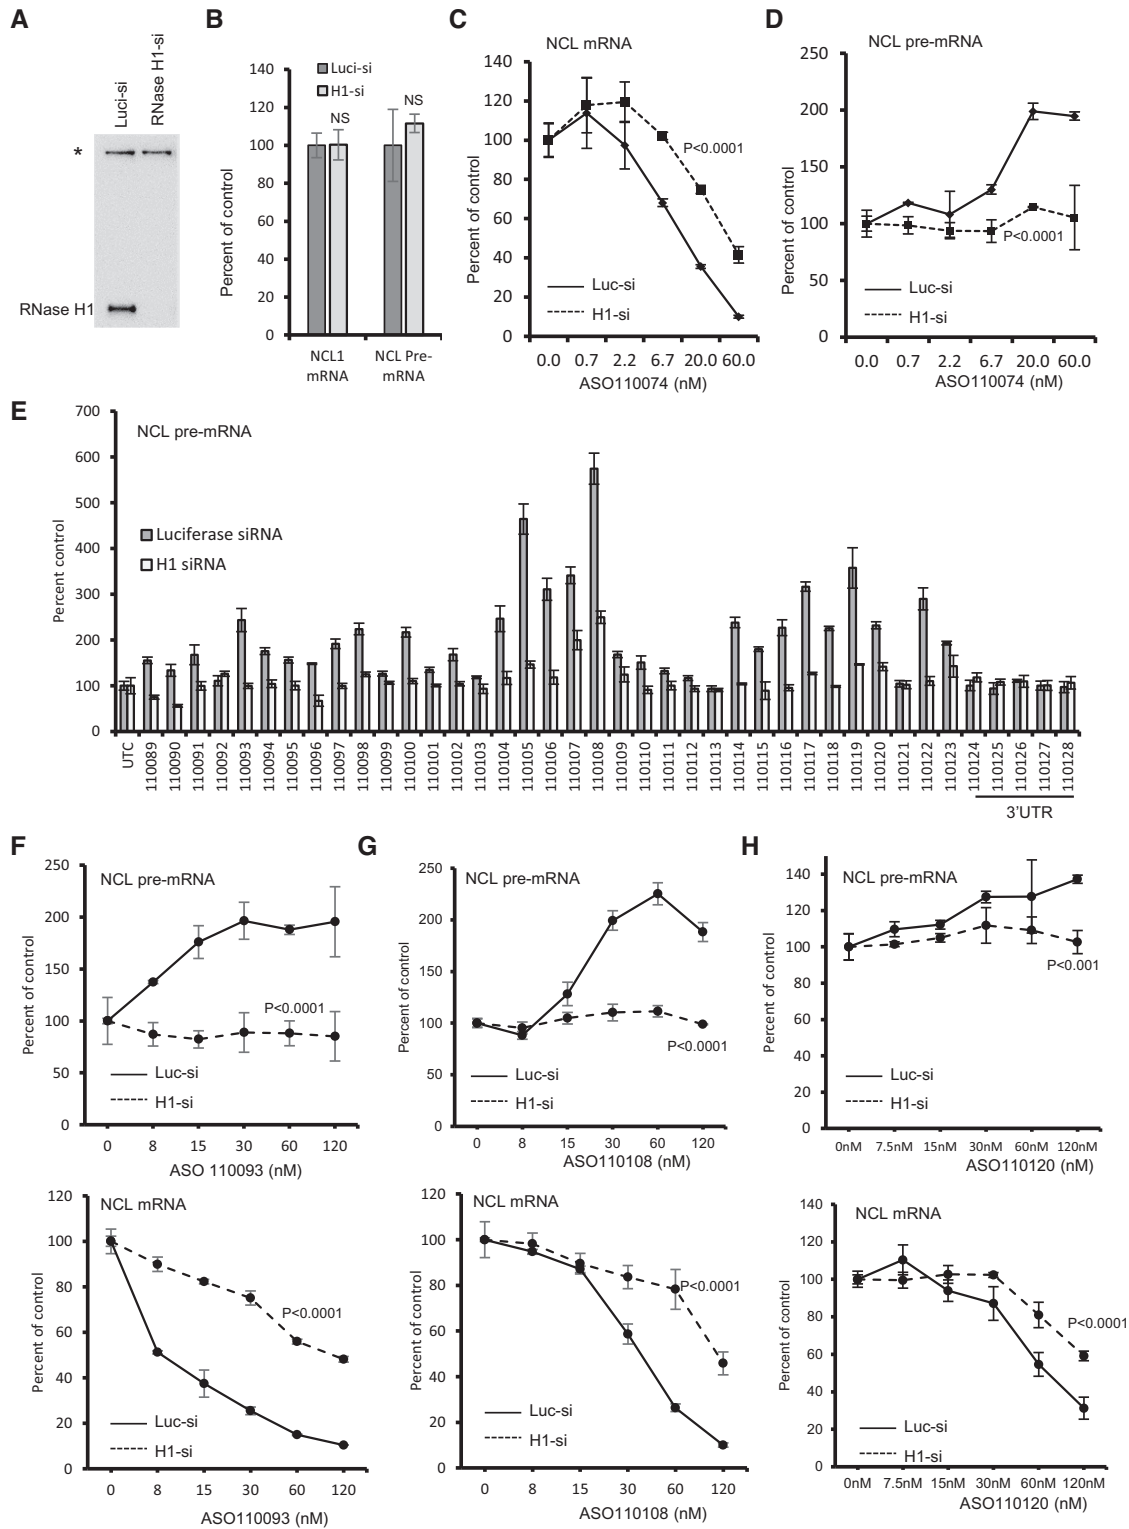 A
Luci-si
RNase H1-si
*
RNase H1
B
Percent of control
140
120
100
80
60
40
20
0
Luci-si
H1-si
NS
NS
NCL1
mRNA
NCL Pre-
mRNA
C
NCL mRNA
Percent of control
140
120
100
80
60
40
20
0
P<0.0001
Luc-si
H1-si
0.0 0.7 2.2 6.7 20.0 60.0
ASO110074 (nM)
D
NCL pre-mRNA
Percent of control
250
200
150
100
50
0
P<0.0001
Luc-si
H1-si
0.0 0.7 2.2 6.7 20.0 60.0
ASO110074 (nM)
E
NCL pre-mRNA
Percent control
700
600
500
400
300
200
100
0
Luciferase siRNA
H1 siRNA
UTC
110089
110090
110091
110092
110093
110094
110095
110096
110097
110098
110099
110100
110101
110102
110103
110104
110105
110106
110107
110108
110109
110110
110111
110112
110113
110114
110115
110116
110117
110118
110119
110120
110121
110122
110123
110124
110125
110126
110127
110128
3'UTR
F
NCL pre-mRNA
Percent of control
250
200
150
100
50
0
P<0.0001
Luc-si
H1-si
0 8 15 30 60 120
ASO 110093 (nM)
NCL mRNA
Percent of control
120
100
80
60
40
20
0
P<0.0001
Luc-si
H1-si
0 8 15 30 60 120
ASO110093 (nM)
G
NCL pre-mRNA
Percent of control
250
200
150
100
50
0
P<0.0001
Luc-si
H1-si
0 8 15 30 60 120
ASO110108 (nM)
NCL mRNA
Percent of control
120
100
80
60
40
20
0
P<0.0001
Luc-si
H1-si
0 8 15 30 60 120
ASO110108 (nM)
H
NCL pre-mRNA
Percent of control
140
120
100
80
60
40
20
0
P<0.001
Luc-si
H1-si
0nM 7.5nM 15nM 30nM 60nM 120nM
ASO110120 (nM)
NCL mRNA
Percent of control
140
120
100
80
60
40
20
0
P<0.0001
Luc-si
H1-si
0nM 7.5nM 15nM 30nM 60nM 120nM
ASO110120 (nM)